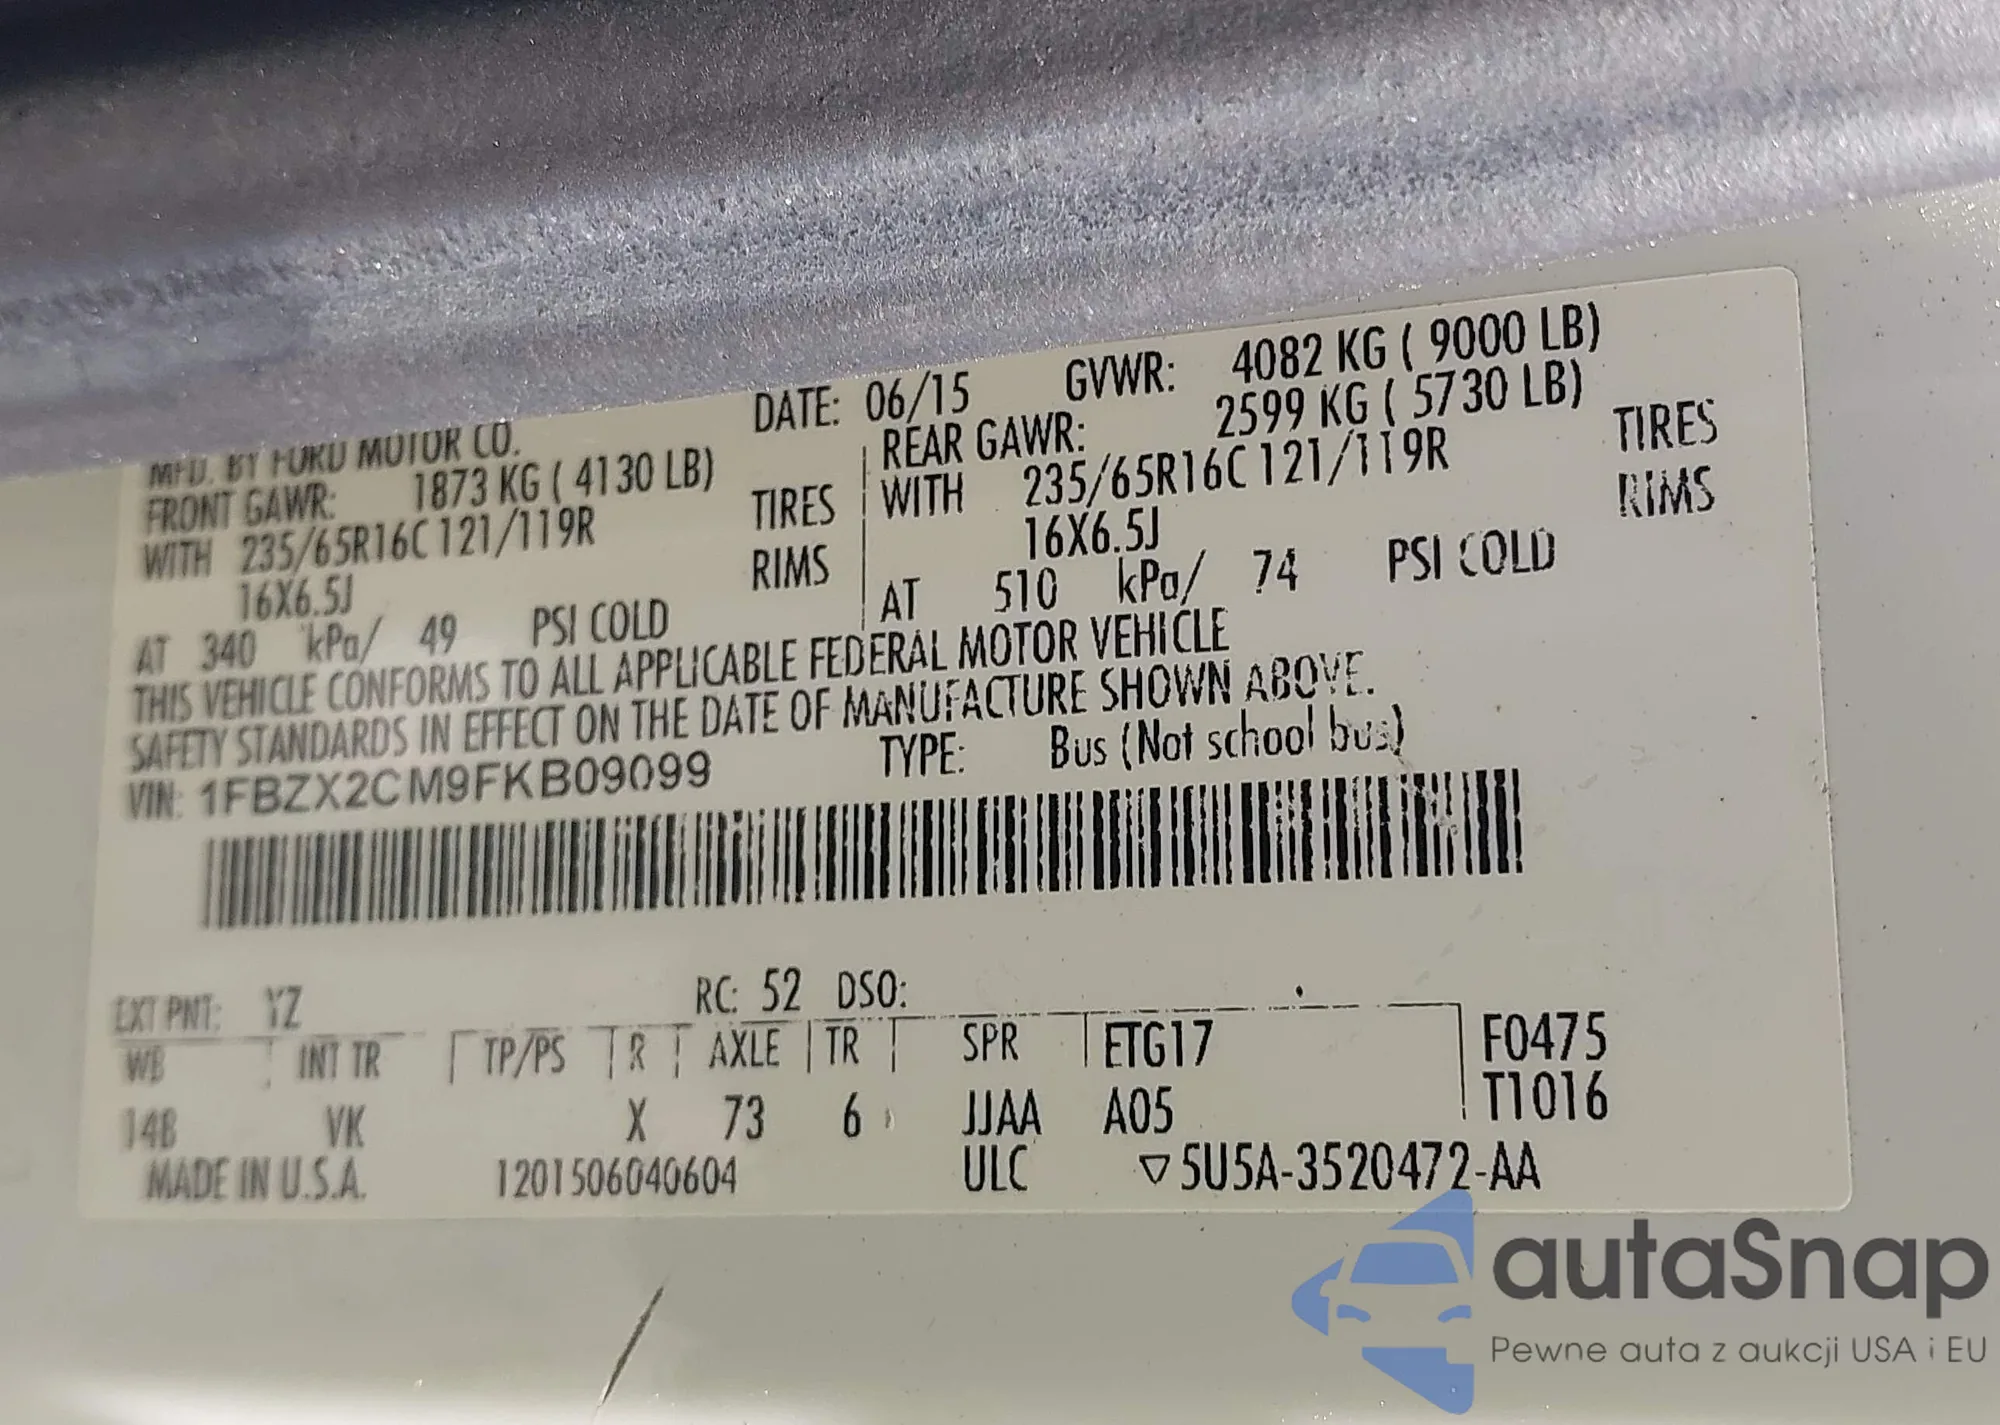 MFD. BY FORD MOTOR CO. DATE: 06/15 GVWR: 4082 KG ( 9000 LB)
FRONT GAWR: 1873 KG ( 4130 LB) REAR GAWR: 2599 KG ( 5730 LB)
WITH 235/65R16C 121/119R TIRES WITH 235/65R16C 121/119R TIRES
16X6.5J RIMS 16X6.5J RIMS
AT 340 kPa/ 49 PSI COLD AT 510 kPa/ 74 PSI COLD
THIS VEHICLE CONFORMS TO ALL APPLICABLE FEDERAL MOTOR VEHICLE
SAFETY STANDARDS IN EFFECT ON THE DATE OF MANUFACTURE SHOWN ABOVE.
VIN: 1FBZX2CM9FKB09099 TYPE: Bus (Not school bus)
EXT PNT: YZ RC: 52 DSO:
WB INT TR TP/PS R AXLE TR SPR ETG17 F0475
14B VK X 73 6 JJAA A05 T1016
MADE IN U.S.A. 1201506040604 ULC ▽5U5A-3520472-AA
autaSnap
Pewne auta z aukcji USA i EU